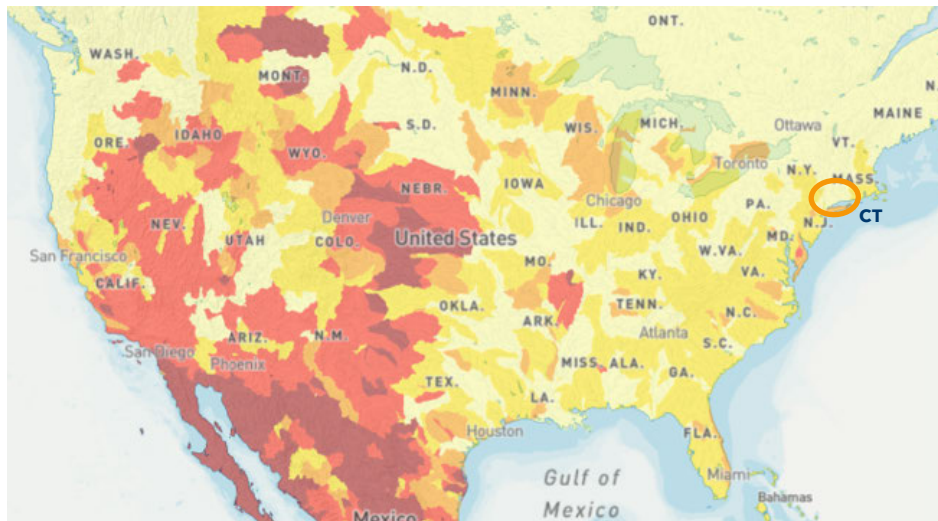 ONT.
WASH.
N.D.
MONT.
MINN.
MAINE
ORE.
IDAHO
S.D.
WIS.
MICH.
Ottawa
VT.
WYO.
Toronto
N.Y.
MASS.
NEBR.
IOWA
Chicago
PA.
CT
NEV.
Denver
ILL.
IND.
OHIO
MD.
N.J.
UTAH
COLO.
United States
W.VA.
San Francisco
MO.
KY.
VA.
CALIF.
OKLA.
TENN.
N.C.
ARIZ.
N.M.
ARK.
Atlanta
S.C.
San Diego
Phoenix
MISS.
ALA.
GA.
TEX.
LA.
Houston
FLA.
Gulf of
Mexico
Miami
Bahamas
Mexico